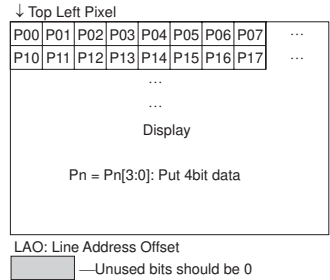 ↓ Top Left Pixel
P00 P01 P02 P03 P04 P05 P06 P07 ...
P10 P11 P12 P13 P14 P15 P16 P17 ...
...
...
Display
Pn = Pn[3:0]: Put 4bit data
LAO: Line Address Offset
—Unused bits should be 0